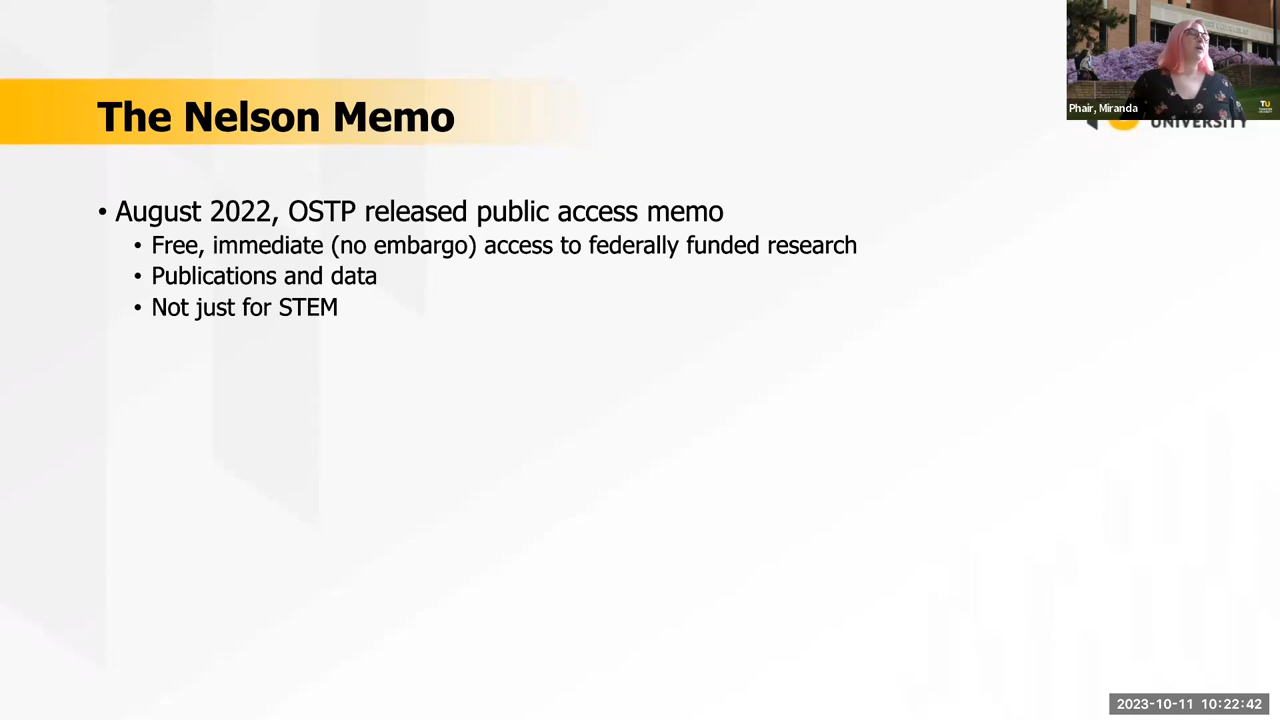 The Nelson Memo
• August 2022, OSTP released public access memo
• Free, immediate (no embargo) access to federally funded research
• Publications and data
• Not just for STEM
Phair, Miranda
TU
UNIVERSITY
2023-10-11 10:22:42